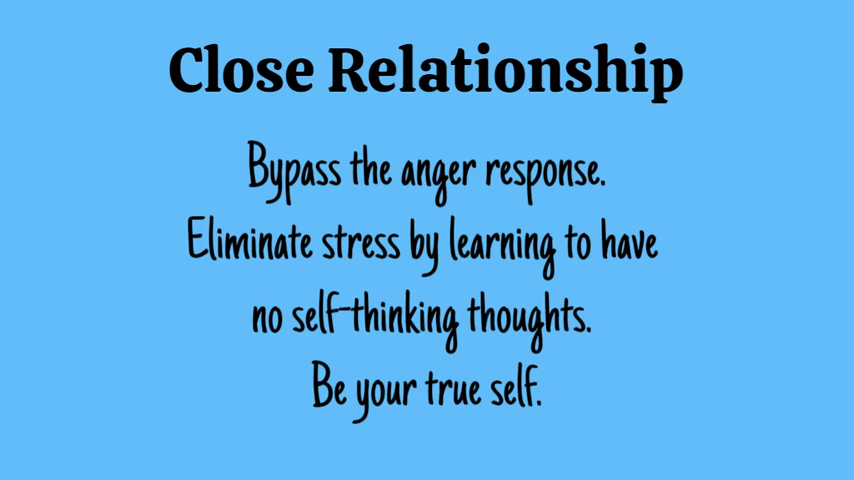 Close Relationship
Bypass the anger response.
Eliminate stress by learning to have
no self-thinking thoughts.
Be your true self.